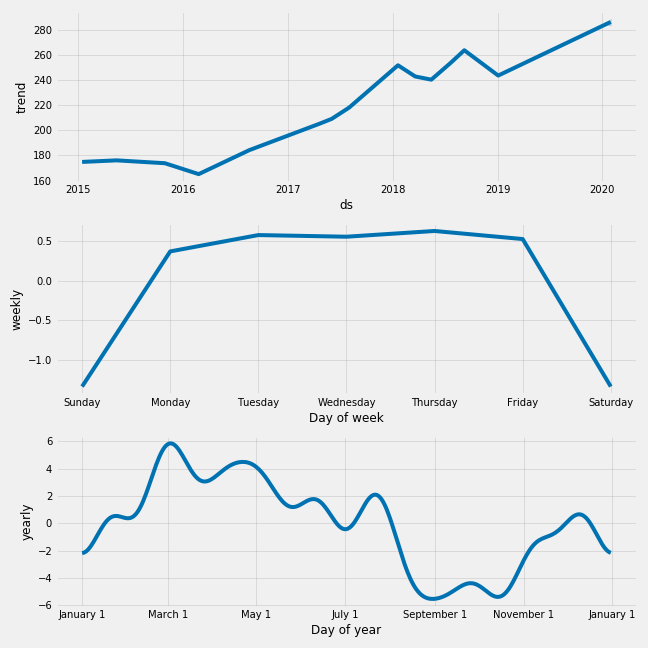 280
260
240
220
200
180
160
trend
2015 2016 2017 2018 2019 2020
ds
0.5
0.0
−0.5
−1.0
weekly
Sunday Monday Tuesday Wednesday Thursday Friday Saturday
Day of week
6
4
2
0
−2
−4
−6
yearly
January 1 March 1 May 1 July 1 September 1 November 1 January 1
Day of year